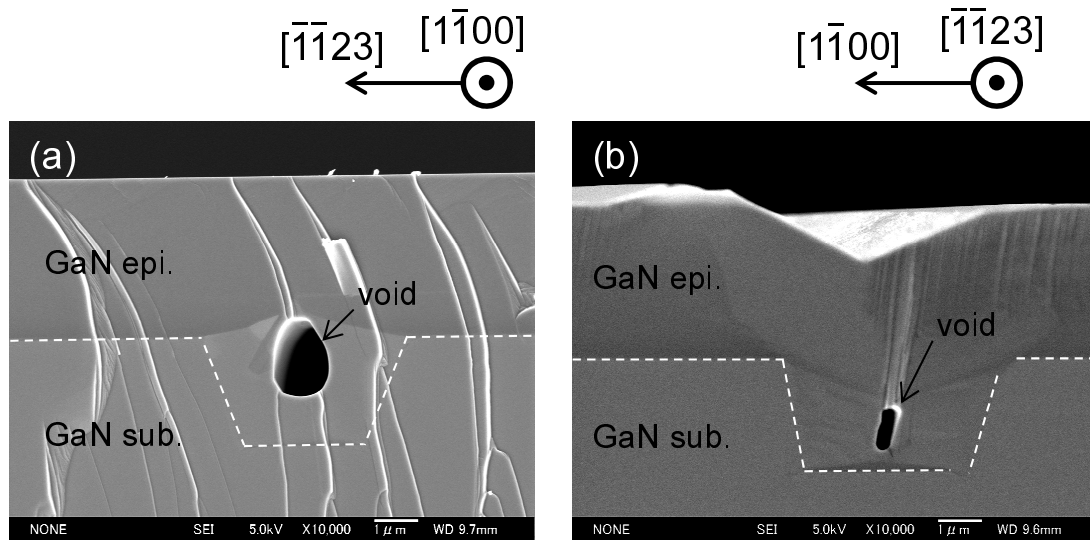 [1̅1̅23] [11̅00]
[11̅00] [1̅1̅23]
(a)
GaN epi.
void
GaN sub.
NONE SEI 5.0kV X10,000 1 μm WD 9.7mm
(b)
GaN epi.
void
GaN sub.
NONE SEI 5.0kV X10,000 1 μm WD 9.6mm